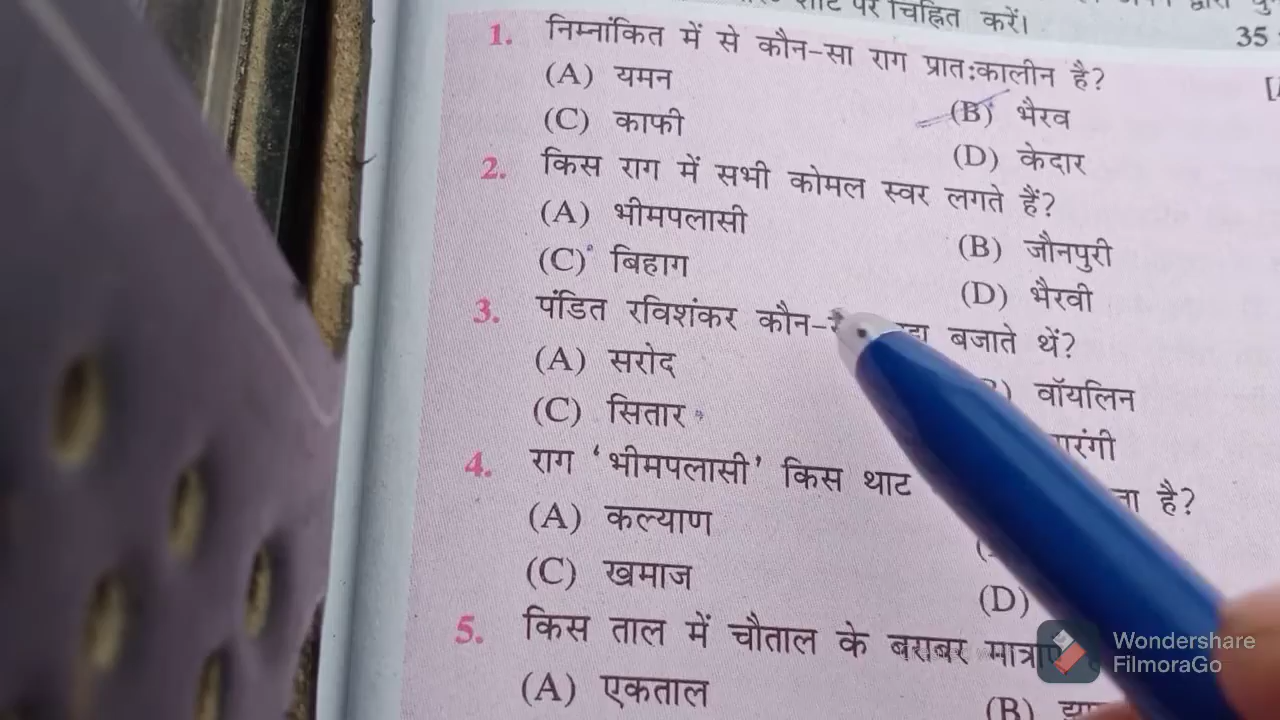 पर चिह्नित करें।
35
1. निम्नांकित में से कौन-सा राग प्रातःकालीन है?
(A) यमन
(B) भैरव
(C) काफी
(D) केदार
2. किस राग में सभी कोमल स्वर लगते हैं?
(A) भीमपलासी
(B) जौनपुरी
(C) बिहाग
(D) भैरवी
3. पंडित रविशंकर कौन- बजाते थें?
(A) सरोद
वॉयलिन
(C) सितार
4. राग ‘भीमपलासी’ किस थाट है?
(A) कल्याण
(C) खमाज
(D)
5. किस ताल में चौताल के बराबर मात्राएँ
(A) एकताल
(B)
Wondershare
FilmoraGo